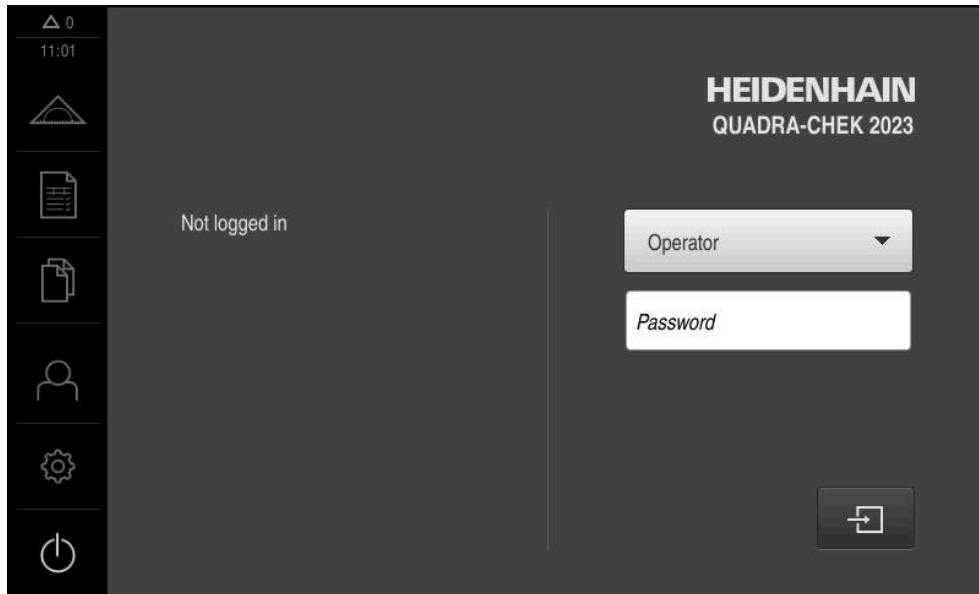 0
11:01
HEIDENHAIN
QUADRA-CHEK 2023
Not logged in
Operator
Password